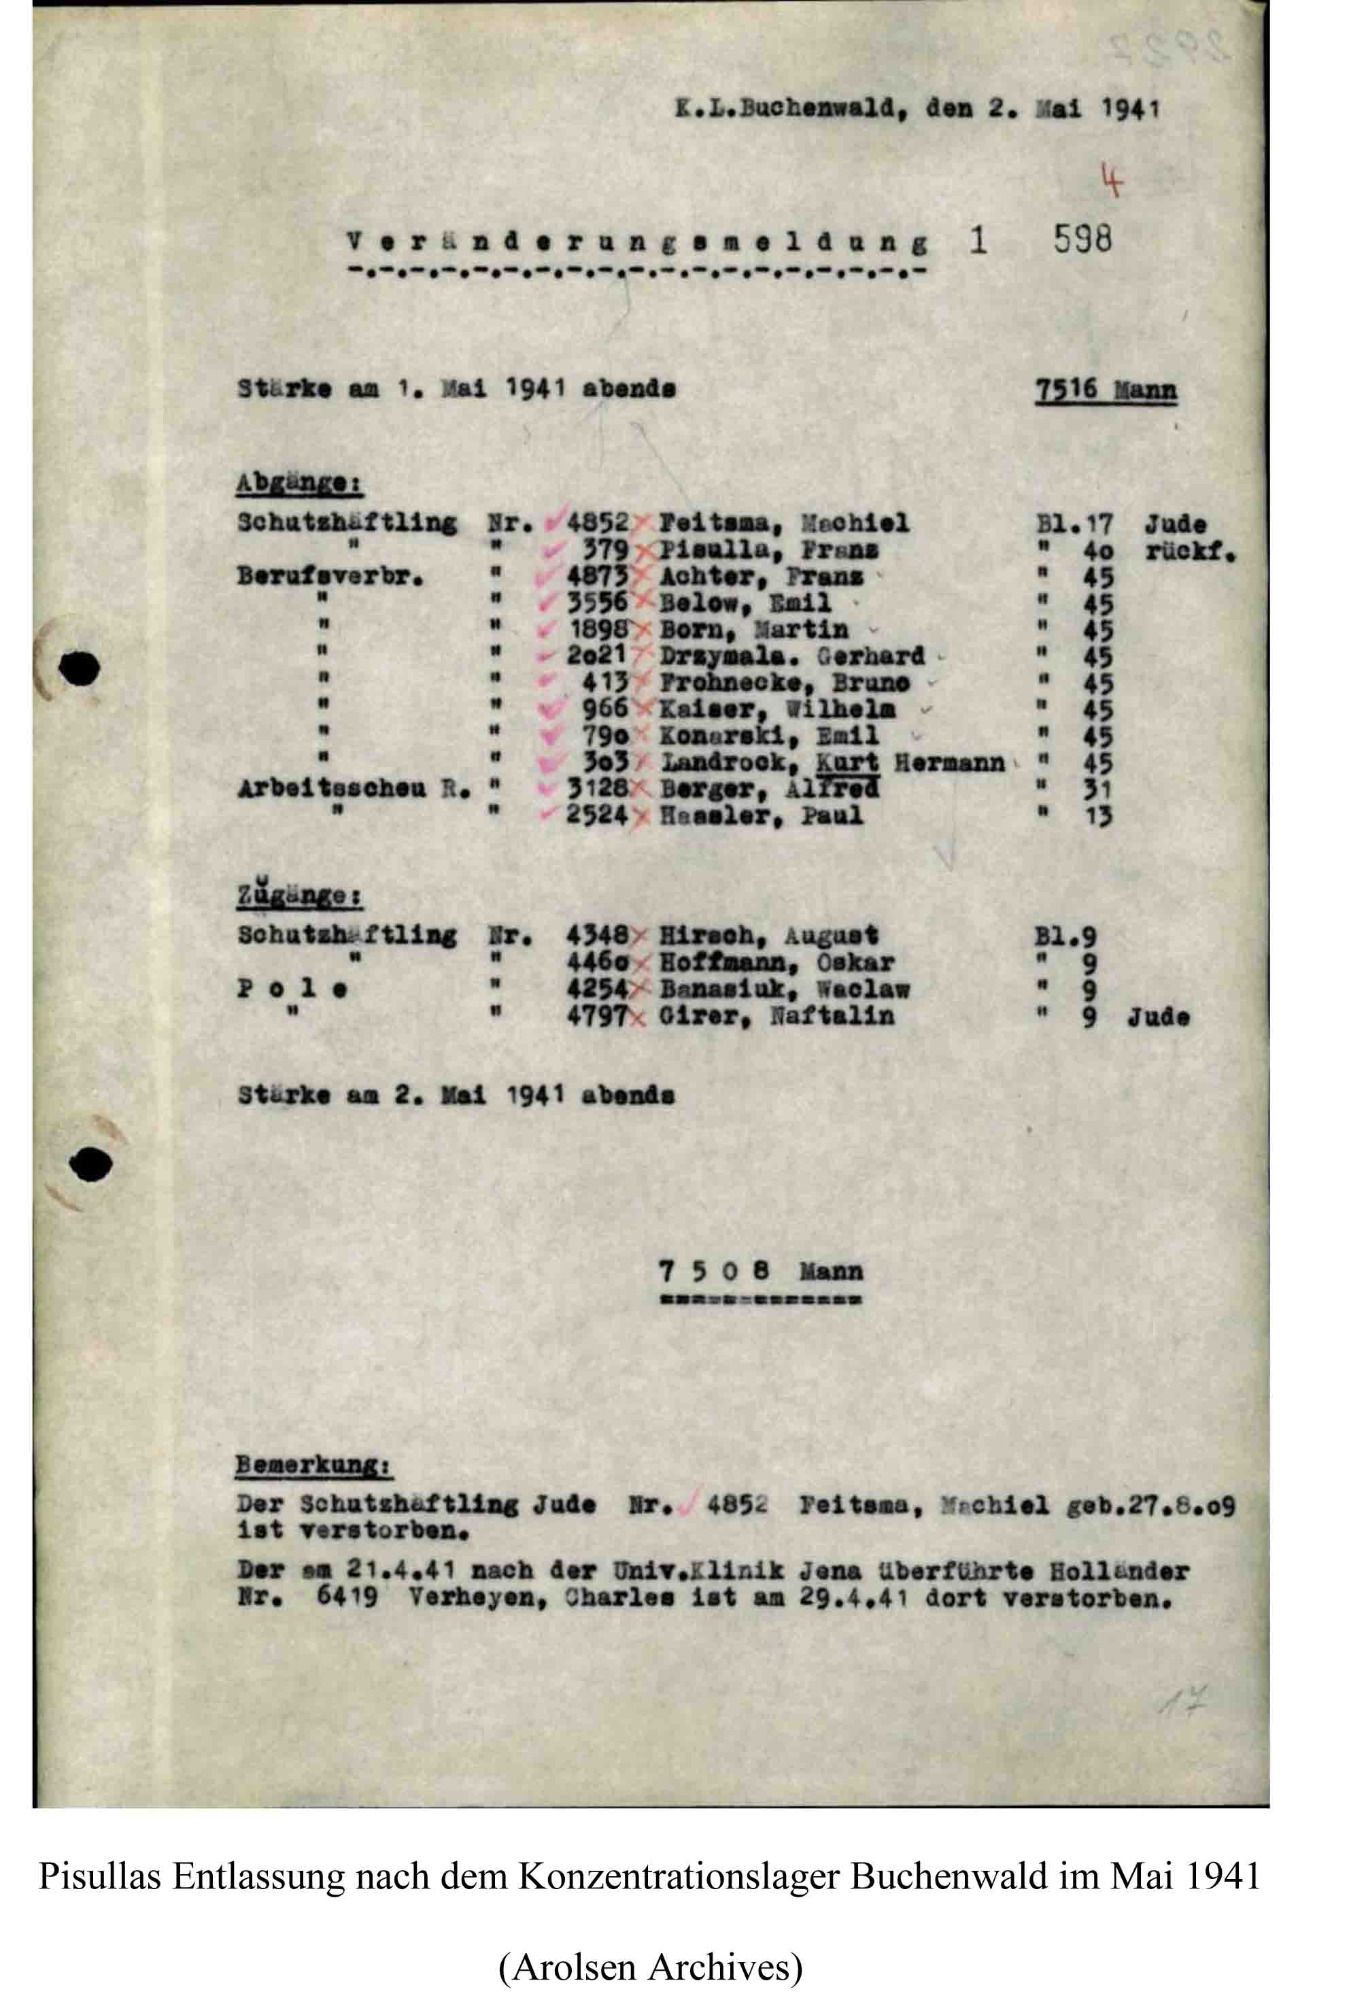 K.L.Buchenwald, den 2. Mai 1941
4
Veränderungsmeldung 1 598
Stärke am 1. Mai 1941 abends 7516 Mann
Abgänge:
Schutzhäftling Nr. 4852 Feitsma, Machiel Bl.17 Jude
" " 379 Pisulla, Franz " 4o rückf.
Berufsverbr. " 4873 Achter, Franz " 45
" " 3556 Below, Emil " 45
" " 1898 Born, Martin " 45
" " 2o21 Drzymala. Gerhard " 45
" " 413 Frohnecke, Bruno " 45
" " 966 Kaiser, Wilhelm " 45
" " 79o Konarski, Emil " 45
" " 3o3 Landrock, Kurt Hermann " 45
Arbeitsscheu R. " 3128 Berger, Alfred " 31
" " 2524 Hassler, Paul " 13
Zugänge:
Schutzhäftling Nr. 4348 Hirsch, August Bl.9
" " 446o Hoffmann, Oskar " 9
Pole " 4254 Banasiuk, Waclaw " 9
" " 4797 Girer, Naftalin " 9 Jude
Stärke am 2. Mai 1941 abends
7508 Mann
Bemerkung:
Der Schutzhäftling Jude Nr. 4852 Feitsma, Machiel geb.27.8.o9
ist verstorben.
Der am 21.4.41 nach der Univ.Klinik Jena überführte Holländer
Nr. 6419 Verheyen, Charles ist am 29.4.41 dort verstorben.
17
Pisullas Entlassung nach dem Konzentrationslager Buchenwald im Mai 1941
(Arolsen Archives)